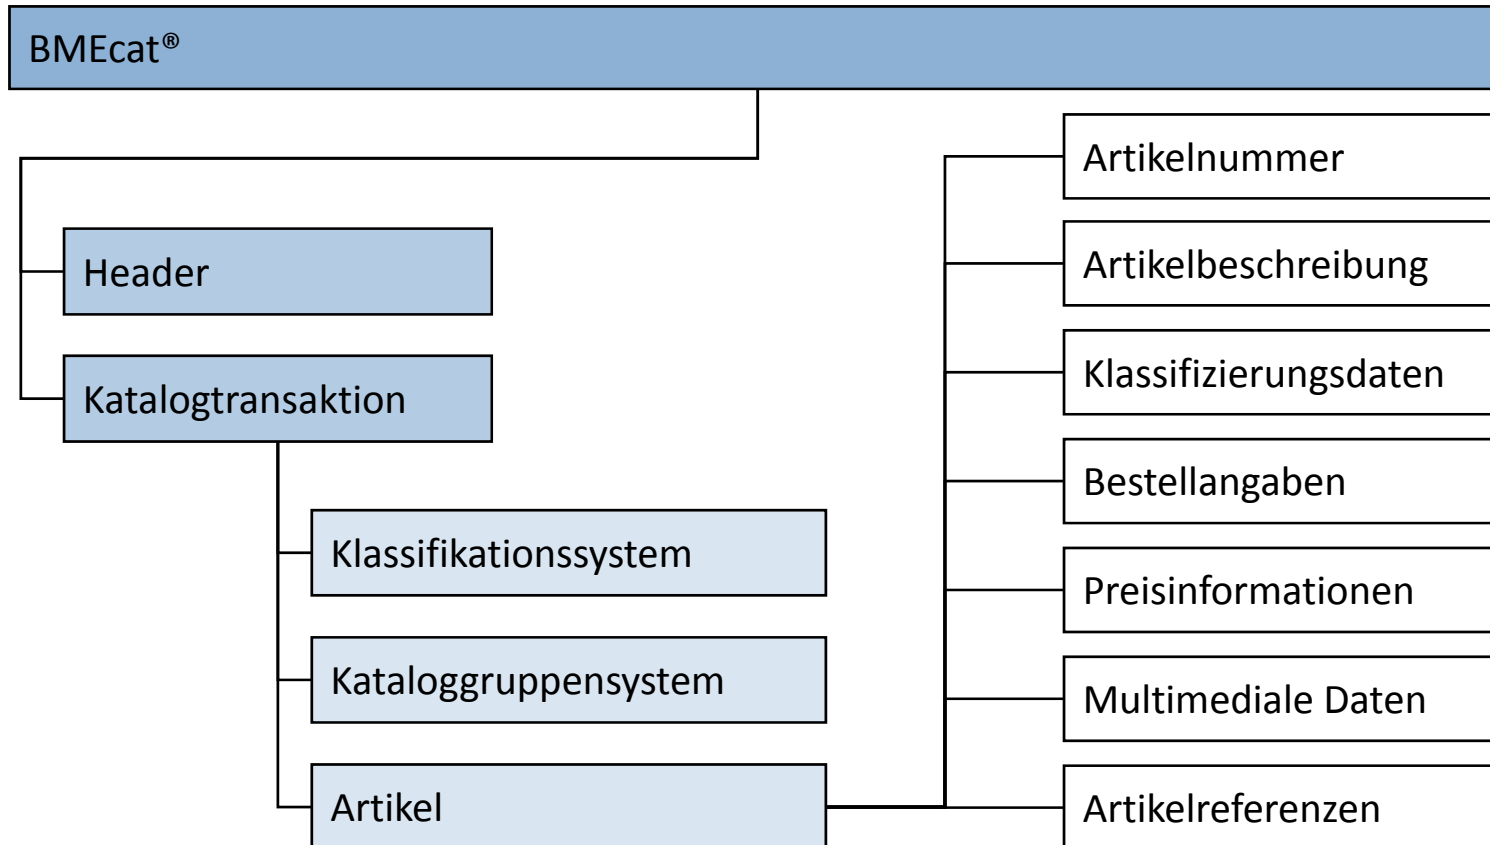 BMEcat®
Header
Katalogtransaktion
Klassifikationssystem
Kataloggruppensystem
Artikel
Artikelnummer
Artikelbeschreibung
Klassifizierungsdaten
Bestellangaben
Preisinformationen
Multimediale Daten
Artikelreferenzen